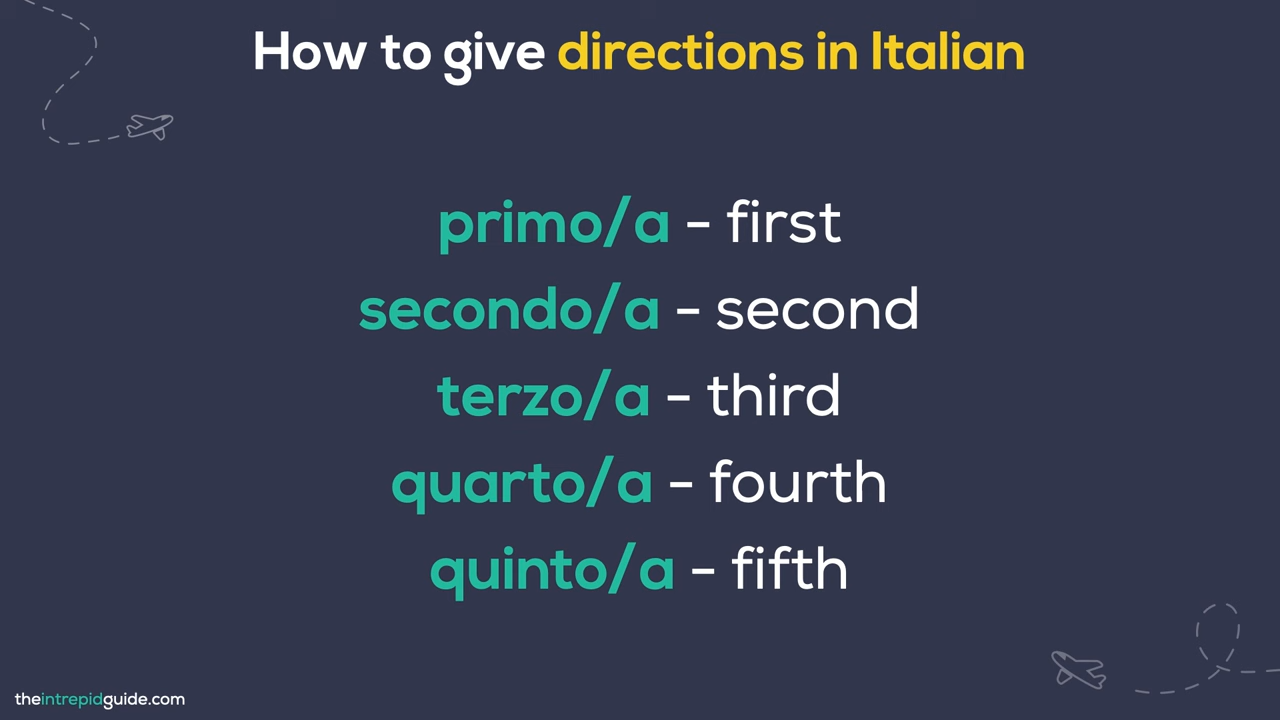 How to give directions in Italian
primo/a - first
secondo/a - second
terzo/a - third
quarto/a - fourth
quinto/a - fifth
theintrepidguide.com